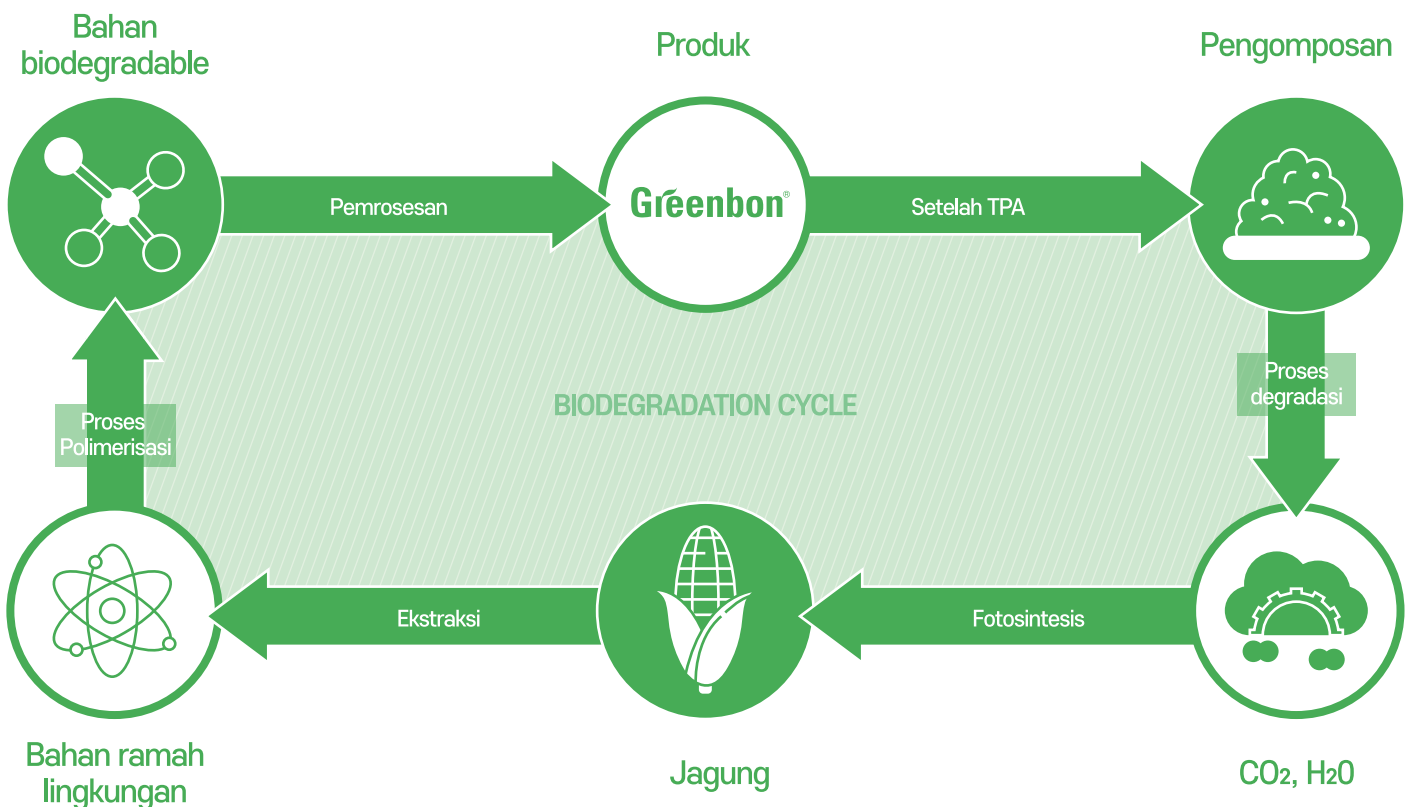 Bahan
biodegradable
Produk
Pengomposan
Pemrosesan
Greenbon®
Setelah TPA
Proses
degradasi
BIODEGRADATION CYCLE
Proses
Polimerisasi
Ekstraksi
Fotosintesis
Bahan ramah
lingkungan
Jagung
CO2, H20